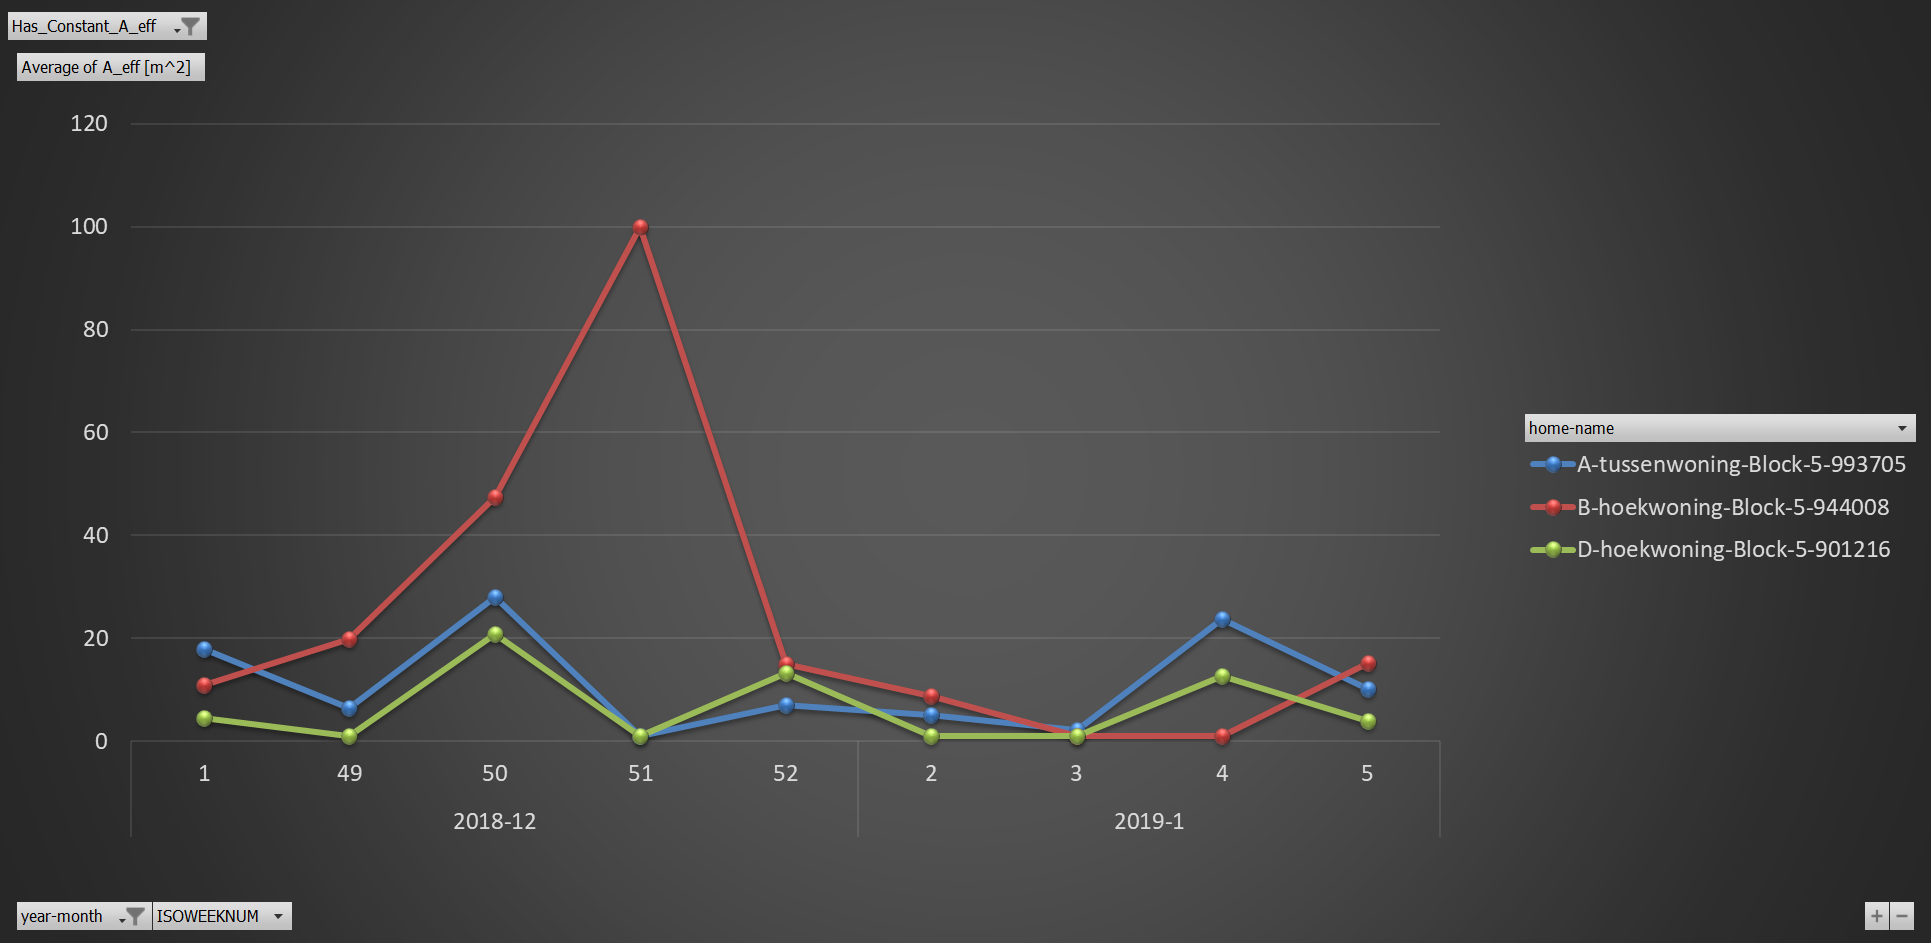 Has_Constant_A_eff
Average of A_eff [m^2]
120
100
80
60
40
20
0
1 49 50 51 52 2 3 4 5
2018-12 2019-1
home-name
A-tussenwoning-Block-5-993705
B-hoekwoning-Block-5-944008
D-hoekwoning-Block-5-901216
year-month ISOWEEKNUM
+ −